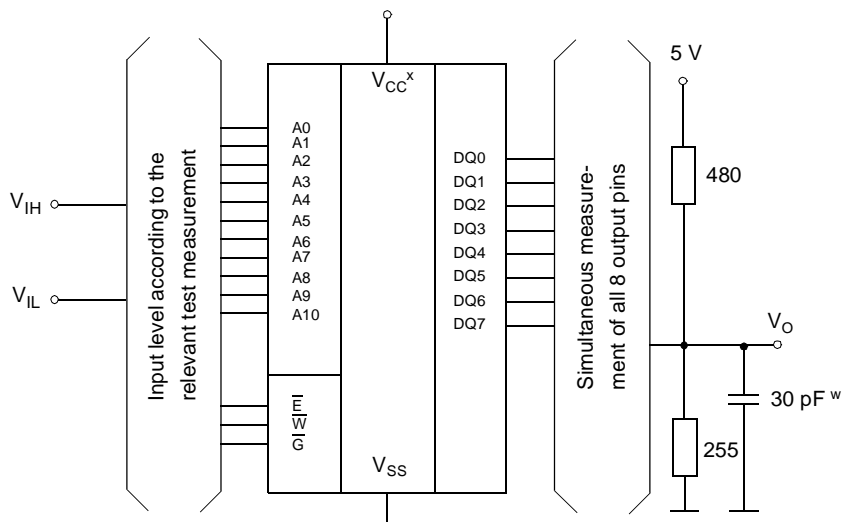 5 V
V_CC^x
A0
A1
A2
A3
A4
A5
A6
A7
A8
A9
A10
E̅
W̅
G̅
V_SS
DQ0
DQ1
DQ2
DQ3
DQ4
DQ5
DQ6
DQ7
V_IH
V_IL
Input level according to the
relevant test measurement
Simultaneous measure-
ment of all 8 output pins
480
V_O
30 pF ^w
255